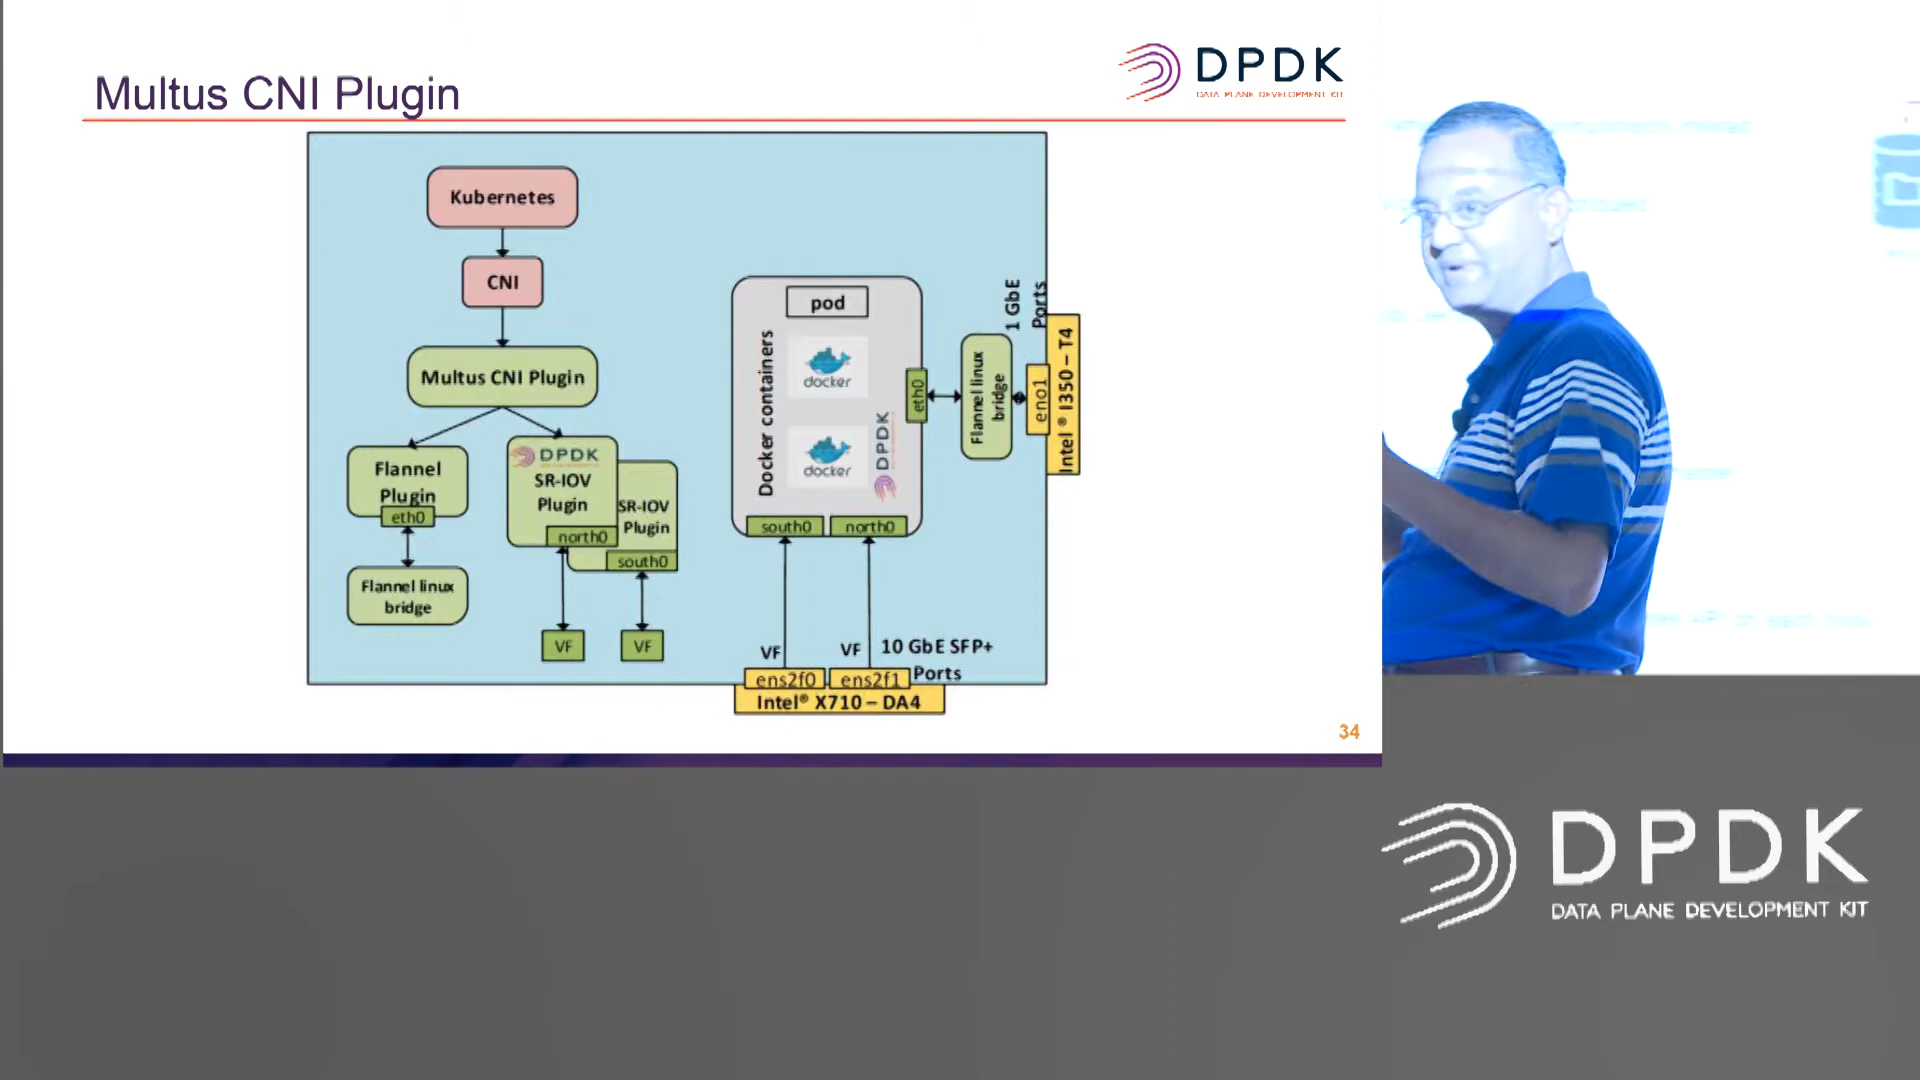 Multus CNI Plugin
DPDK
DATA PLANE DEVELOPMENT KIT
Kubernetes
CNI
Multus CNI Plugin
Flannel
Plugin
eth0
Flannel linux
bridge
DPDK
SR-IOV
Plugin
north0
SR-IOV
Plugin
south0
VF
VF
pod
Docker containers
docker
docker
DPDK
eth0
south0
north0
Flannel linux
bridge
1 GbE
Ports
eno1
Intel® I350 – T4
VF
VF
10 GbE SFP+
Ports
ens2f0
ens2f1
Intel® X710 – DA4
34
DPDK
DATA PLANE DEVELOPMENT KIT